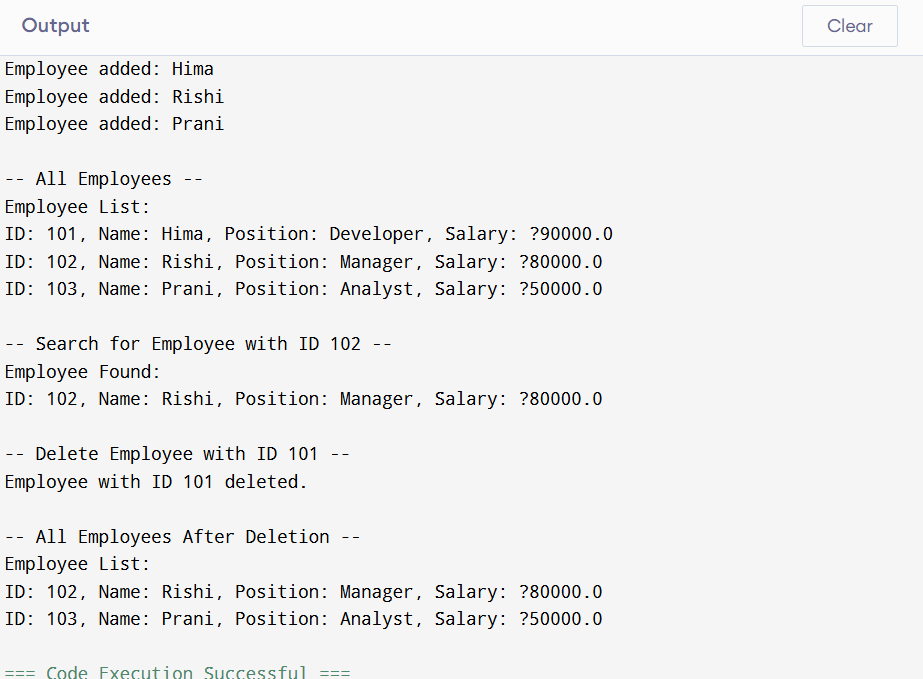 Output
Clear
Employee added: Hima
Employee added: Rishi
Employee added: Prani
-- All Employees --
Employee List:
ID: 101, Name: Hima, Position: Developer, Salary: ?90000.0
ID: 102, Name: Rishi, Position: Manager, Salary: ?80000.0
ID: 103, Name: Prani, Position: Analyst, Salary: ?50000.0
-- Search for Employee with ID 102 --
Employee Found:
ID: 102, Name: Rishi, Position: Manager, Salary: ?80000.0
-- Delete Employee with ID 101 --
Employee with ID 101 deleted.
-- All Employees After Deletion --
Employee List:
ID: 102, Name: Rishi, Position: Manager, Salary: ?80000.0
ID: 103, Name: Prani, Position: Analyst, Salary: ?50000.0
=== Code Execution Successful ===